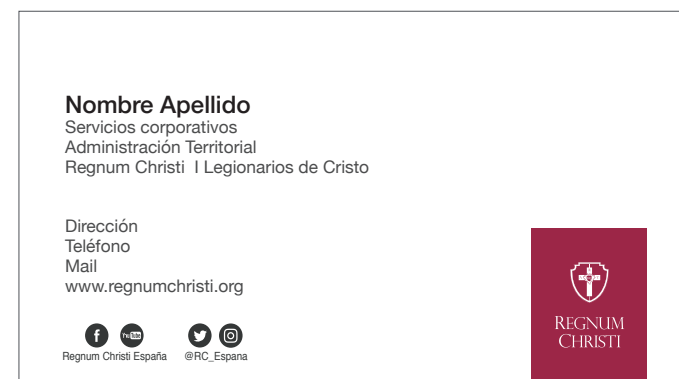 Nombre Apellido
Servicios corporativos
Administración Territorial
Regnum Christi I Legionarios de Cristo
Dirección
Teléfono
Mail
www.regnumchristi.org
f YouTube
Regnum Christi España @RC_Espana
REGNUM
CHRISTI